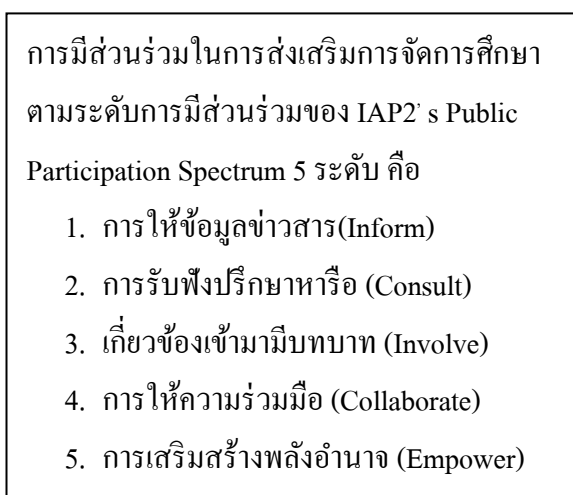 การมีส่วนร่วมในการส่งเสริมการจัดการศึกษา
ตามระดับการมีส่วนร่วมของ IAP2’ s Public
Participation Spectrum 5 ระดับ คือ
1. การให้ข้อมูลข่าวสาร(Inform)
2. การรับฟังปรึกษาหารือ (Consult)
3. เกี่ยวข้องเข้ามามีบทบาท (Involve)
4. การให้ความร่วมมือ (Collaborate)
5. การเสริมสร้างพลังอำนาจ (Empower)